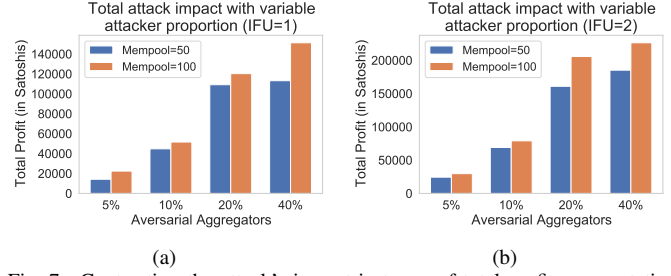 Total attack impact with variable
attacker proportion (IFU=1)
Total Profit (in Satoshis)
140000
120000
100000
80000
60000
40000
20000
0
Mempool=50
Mempool=100
5% 10% 20% 40%
Aversarial Aggregators
(a)
Total attack impact with variable
attacker proportion (IFU=2)
Total Profit (in Satoshis)
200000
150000
100000
50000
0
Mempool=50
Mempool=100
5% 10% 20% 40%
Aversarial Aggregators
(b)